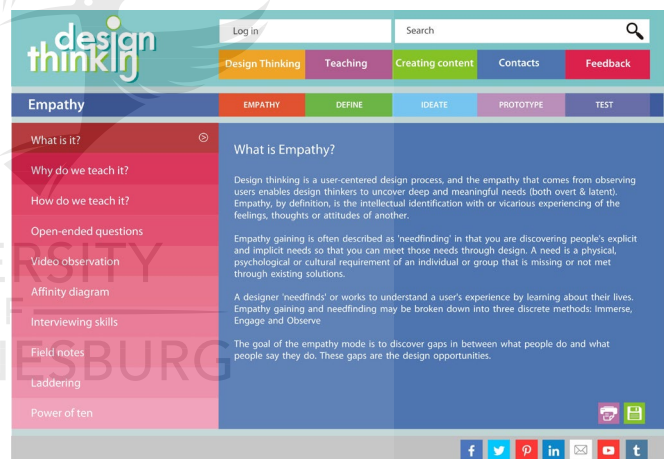 design
thinkin
Log in
Search
Design Thinking
Teaching
Creating content
Contacts
Feedback
Empathy
EMPATHY
DEFINE
IDEATE
PROTOTYPE
TEST
What is it?
Why do we teach it?
How do we teach it?
Open-ended questions
Video observation
Affinity diagram
Interviewing skills
Field notes
Laddering
Power of ten
What is Empathy?
Design thinking is a user-centered design process, and the empathy that comes from observing
users enables design thinkers to uncover deep and meaningful needs (both overt & latent).
Empathy, by definition, is the intellectual identification with or vicarious experiencing of the
feelings, thoughts or attitudes of another.
Empathy gaining is often described as 'needfinding' in that you are discovering people's explicit
and implicit needs so that you can meet those needs through design. A need is a physical,
psychological or cultural requirement of an individual or group that is missing or not met
through existing solutions.
A designer 'needfinds' or works to understand a user's experience by learning about their lives.
Empathy gaining and needfinding may be broken down into three discrete methods: Immerse,
Engage and Observe
The goal of the empathy mode is to discover gaps in between what people do and what
people say they do. These gaps are the design opportunities.